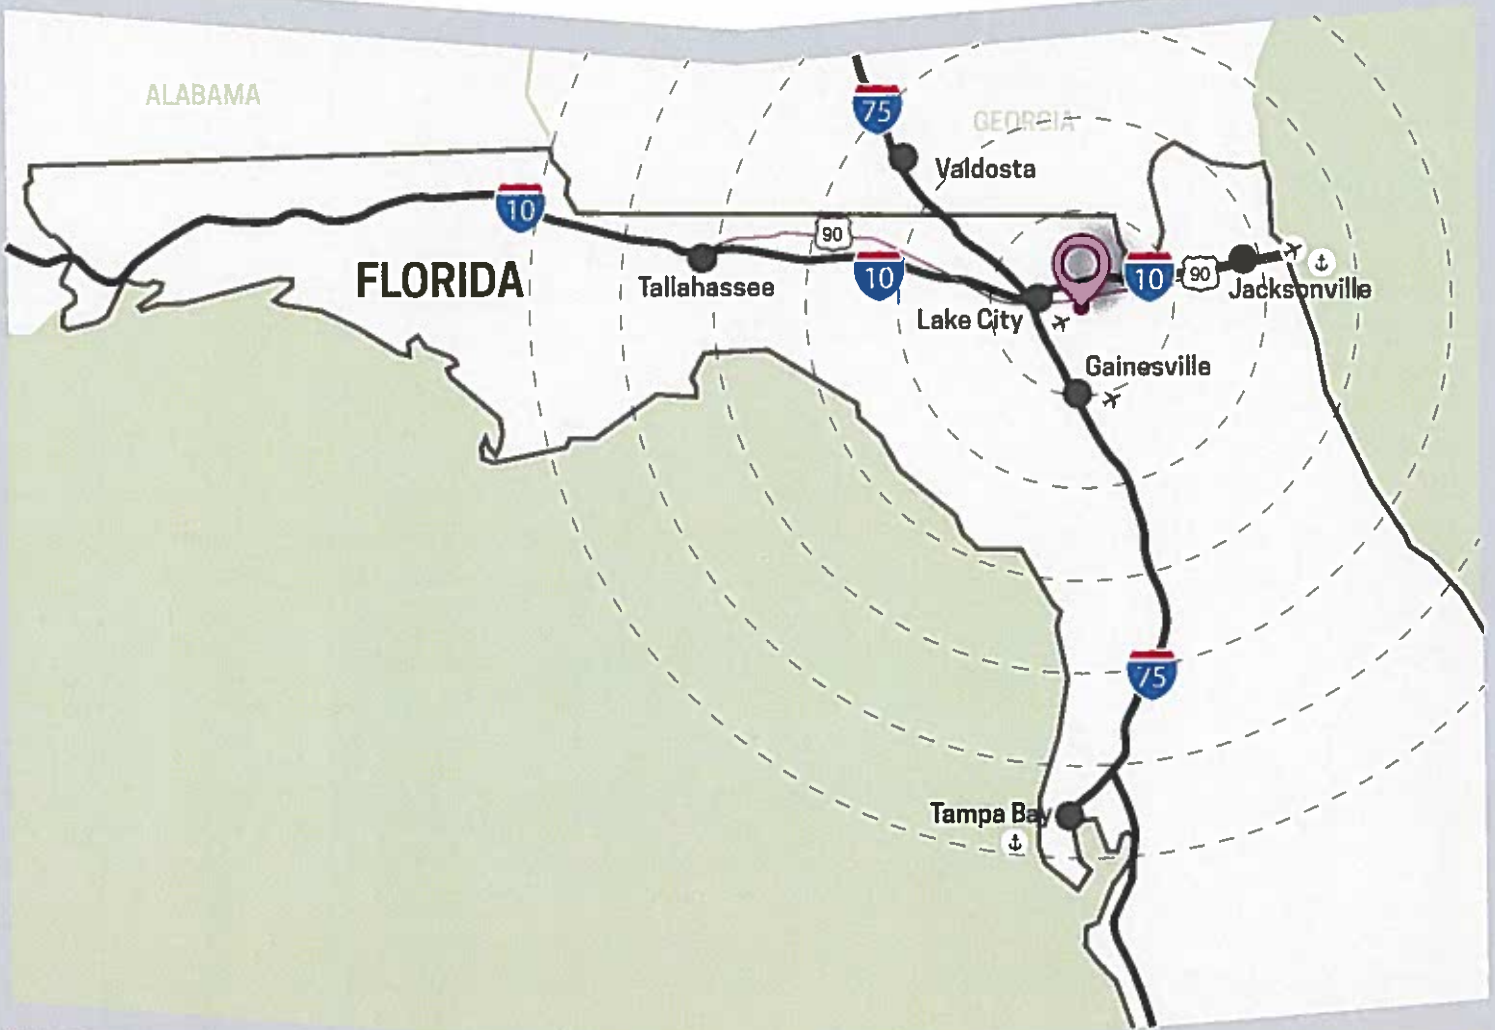 ALABAMA
75
GEORGIA
Valdosta
10
90
FLORIDA
Tallahassee
10
10
90
Jacksonville
Lake City
Gainesville
75
Tampa Bay